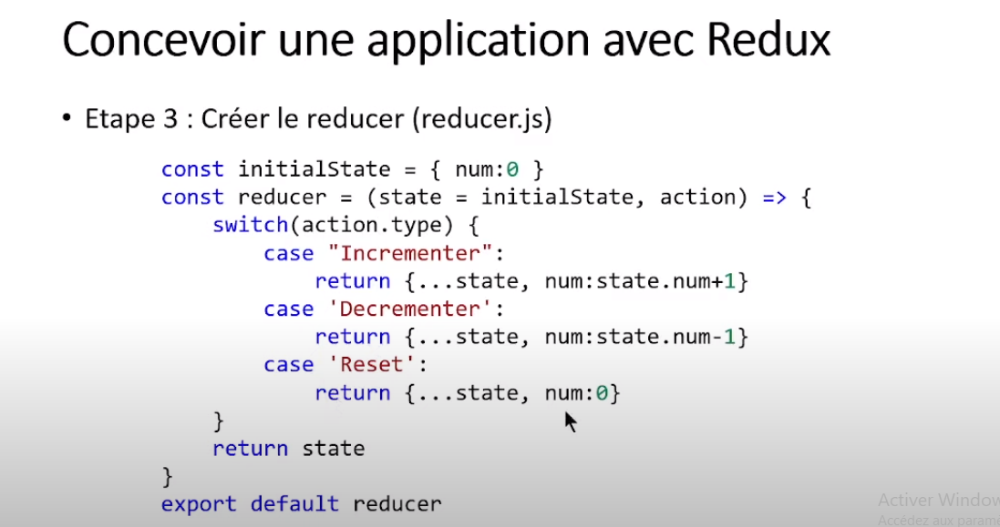 Concevoir une application avec Redux
• Etape 3 : Créer le reducer (reducer.js)
const initialState = { num:0 }
const reducer = (state = initialState, action) => {
switch(action.type) {
case "Incrementer":
return {...state, num:state.num+1}
case 'Decrementer':
return {...state, num:state.num-1}
case 'Reset':
return {...state, num:0}
}
return state
}
export default reducer
Activer Window
Accédez aux param